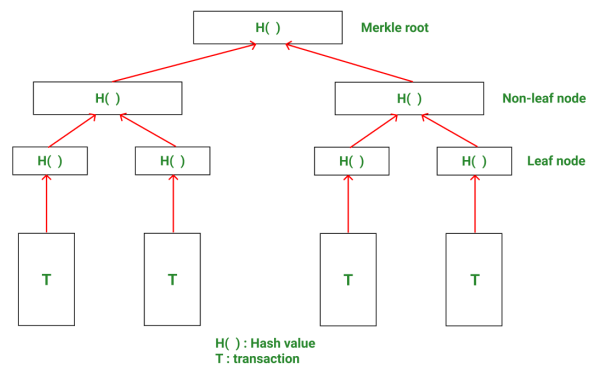 H( ) Merkle root
H( ) H( ) Non-leaf node
H( ) H( ) H( ) H( ) Leaf node
T T T T
H( ) : Hash value
T : transaction